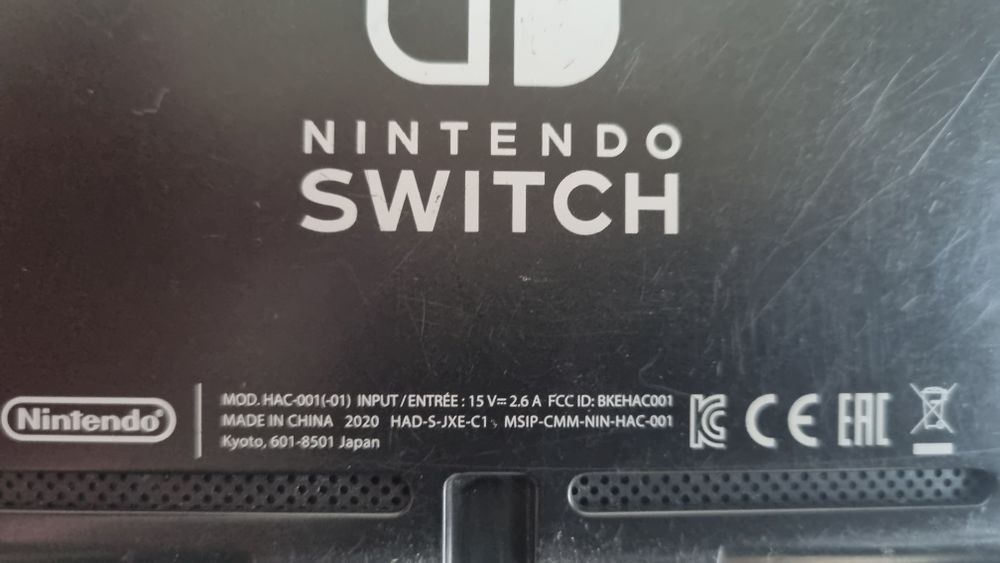 NINTENDO
SWITCH
Nintendo®
MOD. HAC-001(-01) INPUT / ENTRÉE : 15 V⎓ 2.6 A FCC ID: BKEHAC001
MADE IN CHINA 2020 HAD-S-JXE-C1 MSIP-CMM-NIN-HAC-001
Kyoto, 601-8501 Japan
CE EAC